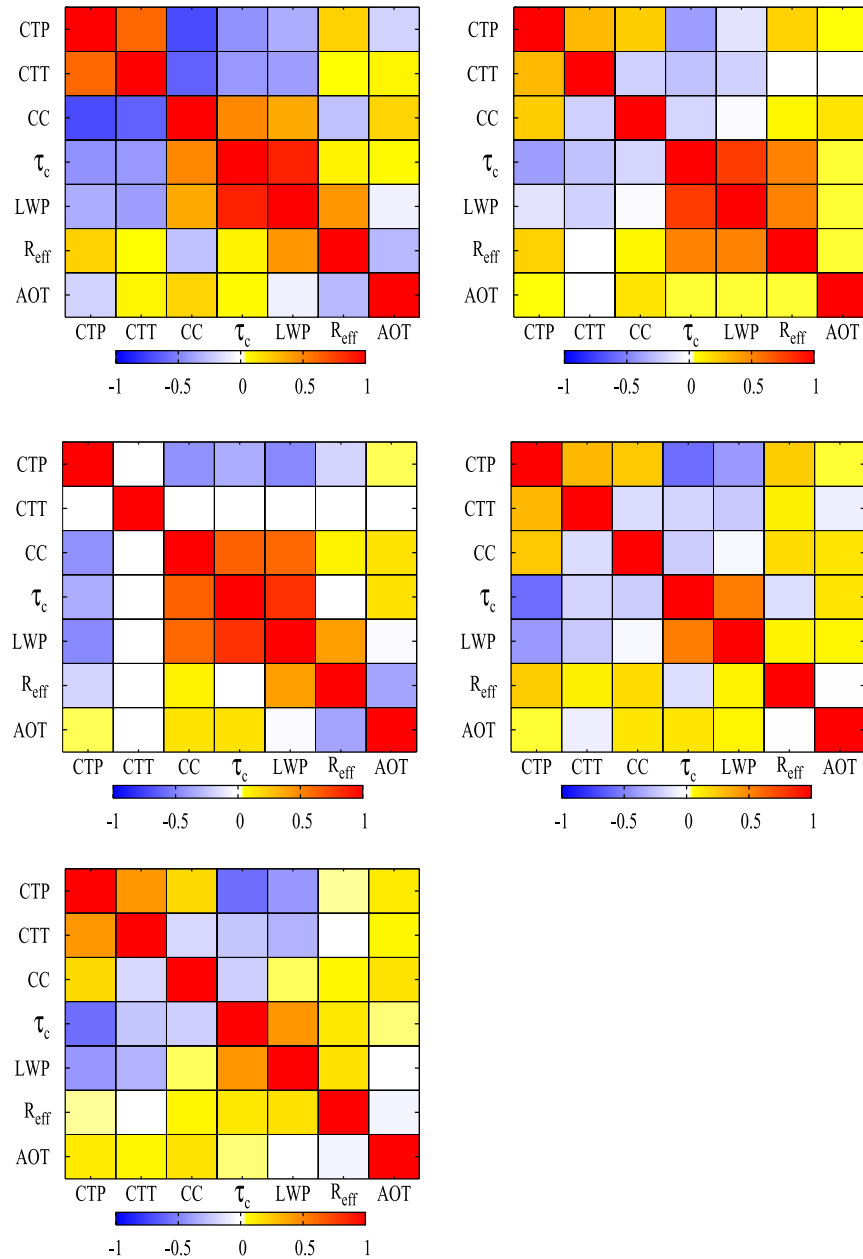 CTP
CTT
CC
τc
LWP
Reff
AOT
CTP CTT CC τc LWP Reff AOT
-1 -0.5 0 0.5 1
CTP
CTT
CC
τc
LWP
Reff
AOT
CTP CTT CC τc LWP Reff AOT
-1 -0.5 0 0.5 1
CTP
CTT
CC
τc
LWP
Reff
AOT
CTP CTT CC τc LWP Reff AOT
-1 -0.5 0 0.5 1
CTP
CTT
CC
τc
LWP
Reff
AOT
CTP CTT CC τc LWP Reff AOT
-1 -0.5 0 0.5 1
CTP
CTT
CC
τc
LWP
Reff
AOT
CTP CTT CC τc LWP Reff AOT
-1 -0.5 0 0.5 1